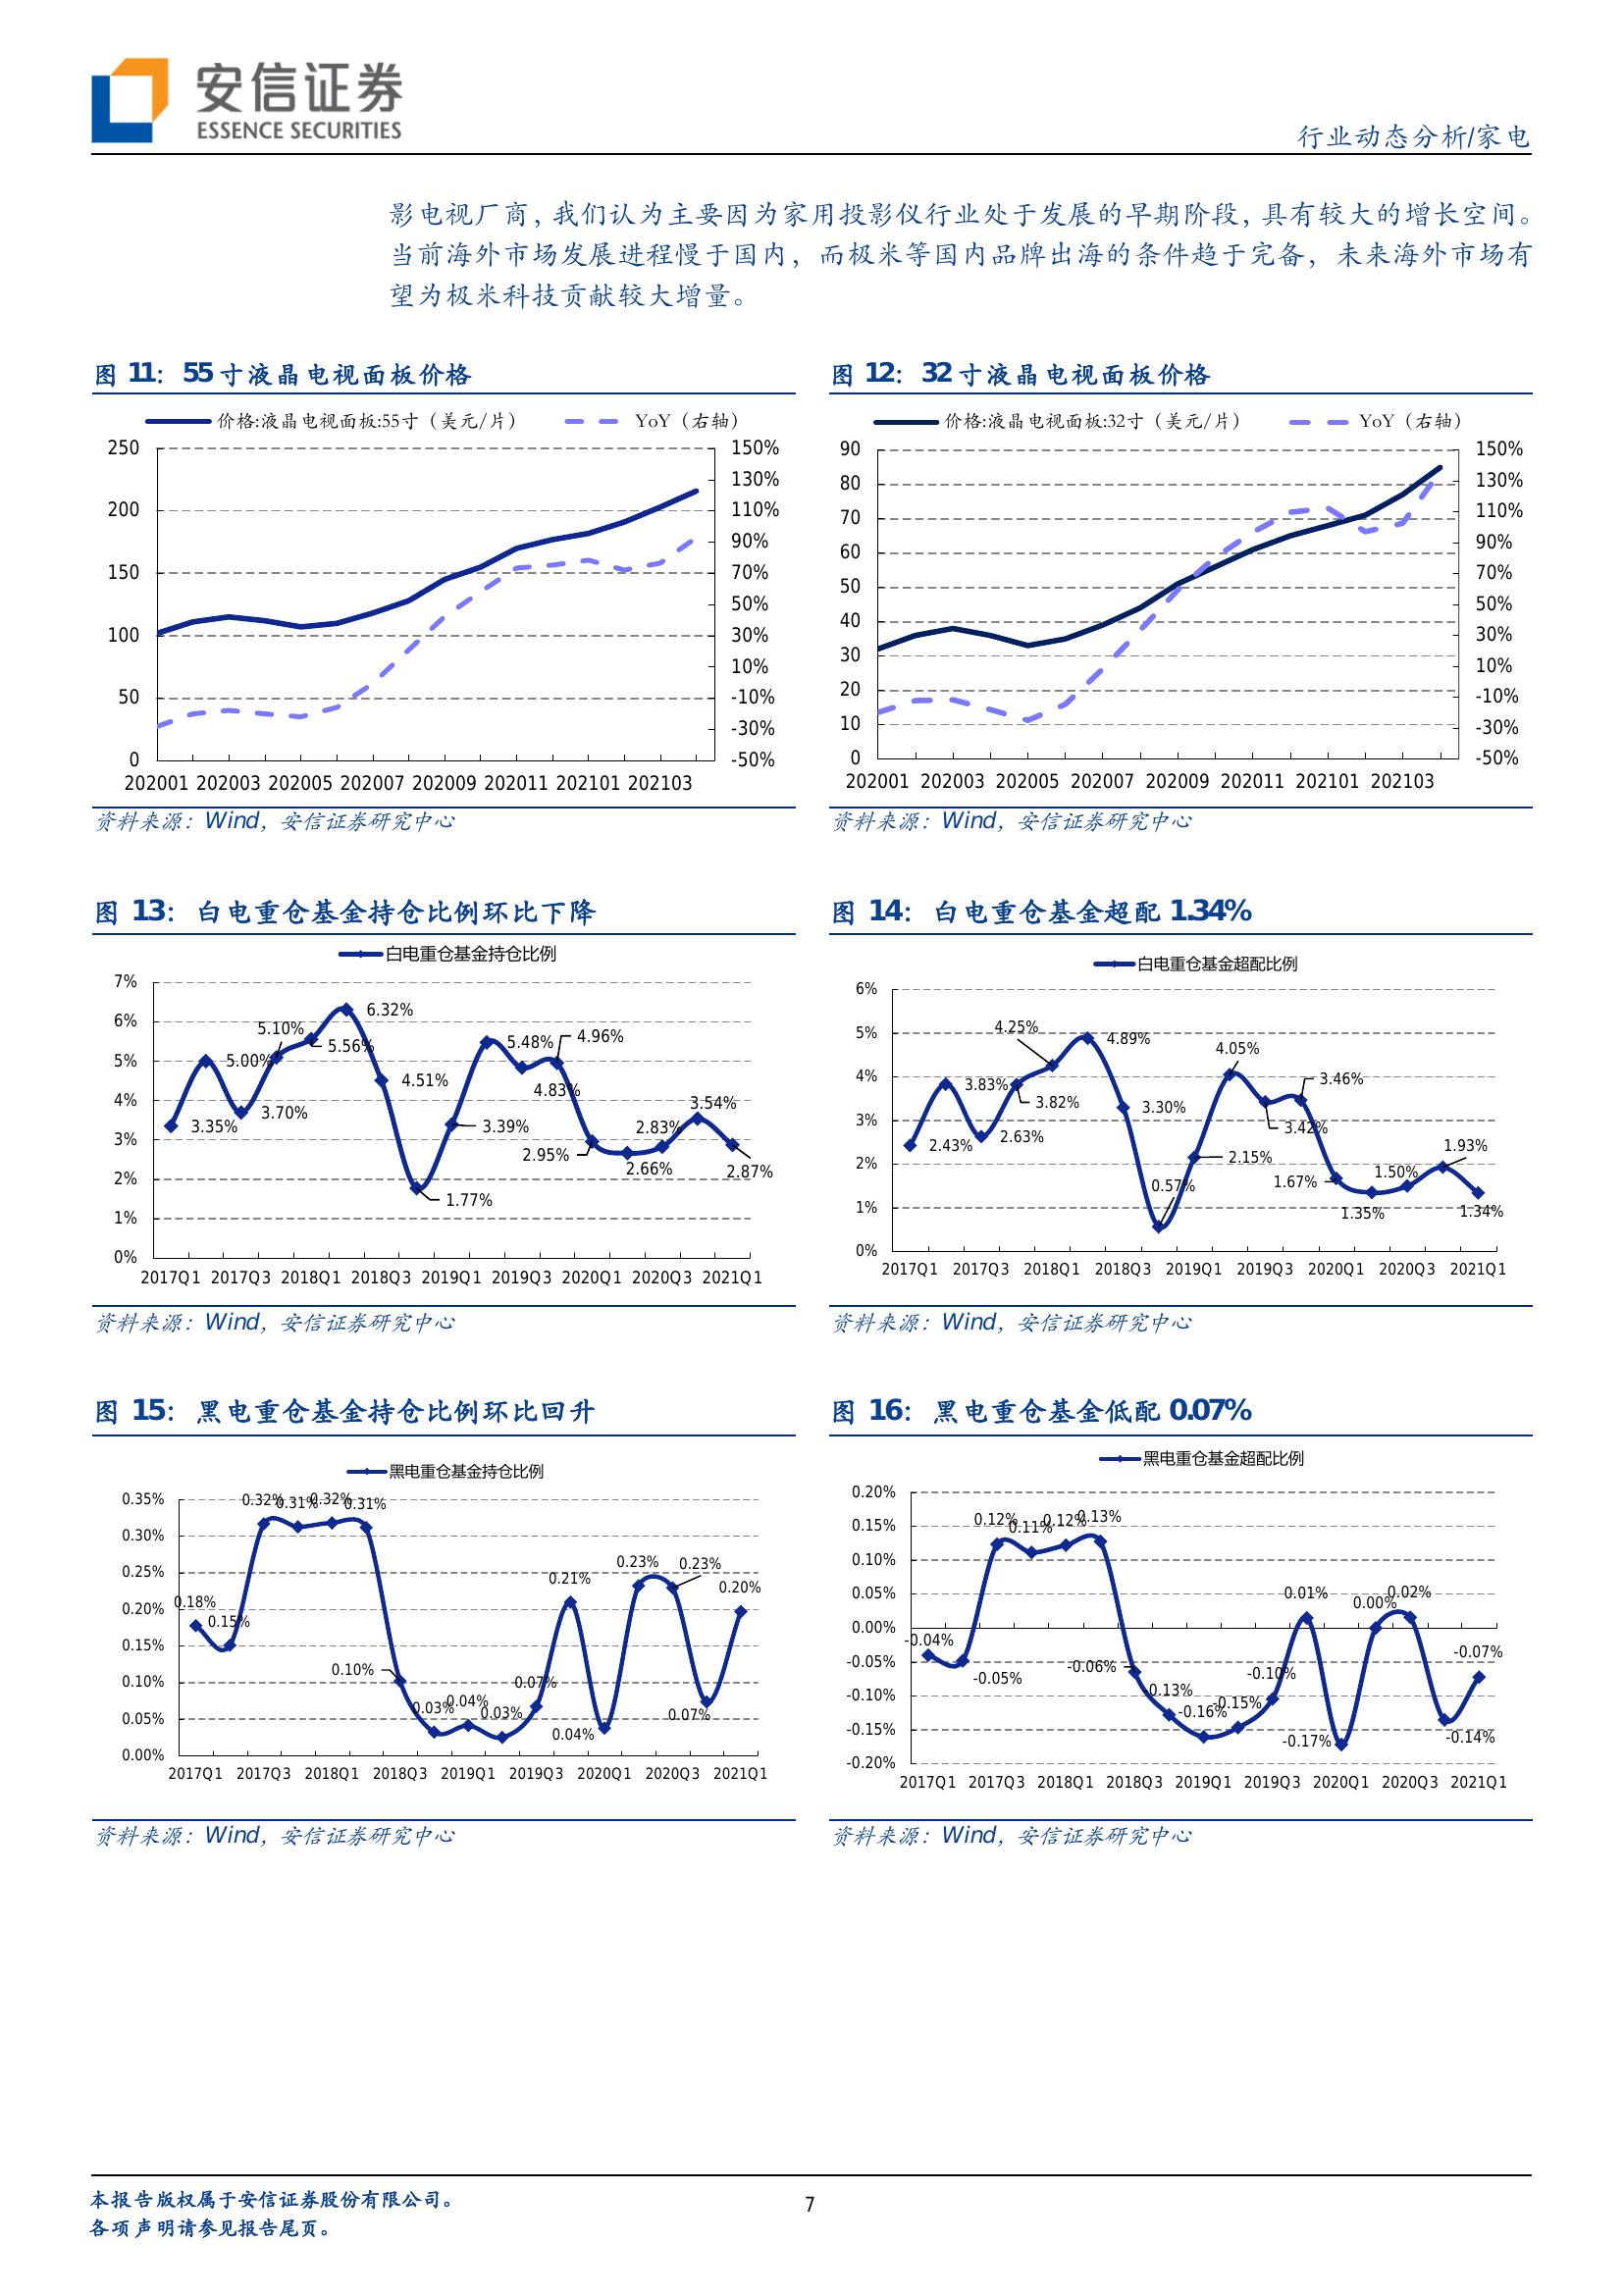 安信证券
ESSENCE SECURITIES
行业动态分析/家电
影电视厂商，我们认为主要因为家用投影仪行业处于发展的早期阶段，具有较大的增长空间。
当前海外市场发展进程慢于国内，而极米等国内品牌出海的条件趋于完备，未来海外市场有
望为极米科技贡献较大增量。
图 11：55 寸液晶电视面板价格
价格:液晶电视面板:55寸（美元/片） YoY（右轴）
250 150%
130%
200 110%
90%
150 70%
50%
100 30%
10%
50 -10%
-30%
0 -50%
202001 202003 202005 202007 202009 202011 202101 202103
资料来源：Wind，安信证券研究中心
图 12：32 寸液晶电视面板价格
价格:液晶电视面板:32寸（美元/片） YoY（右轴）
90 150%
80 130%
70 110%
60 90%
50 70%
40 50%
30 30%
20 10%
10 -10%
0 -30%
-50%
202001 202003 202005 202007 202009 202011 202101 202103
资料来源：Wind，安信证券研究中心
图 13：白电重仓基金持仓比例环比下降
白电重仓基金持仓比例
7%
6%
5%
4%
3%
2%
1%
0%
3.35% 5.00% 3.70% 5.10% 5.56% 6.32% 4.51% 1.77% 3.39% 5.48% 4.83% 4.96% 2.95% 2.66% 2.83% 3.54% 2.87%
2017Q1 2017Q3 2018Q1 2018Q3 2019Q1 2019Q3 2020Q1 2020Q3 2021Q1
资料来源：Wind，安信证券研究中心
图 14：白电重仓基金超配 1.34%
白电重仓基金超配比例
6%
5%
4%
3%
2%
1%
0%
2.43% 3.83% 2.63% 3.82% 4.25% 4.89% 3.30% 0.57% 2.15% 4.05% 3.42% 3.46% 1.67% 1.35% 1.50% 1.93% 1.34%
2017Q1 2017Q3 2018Q1 2018Q3 2019Q1 2019Q3 2020Q1 2020Q3 2021Q1
资料来源：Wind，安信证券研究中心
图 15：黑电重仓基金持仓比例环比回升
黑电重仓基金持仓比例
0.35%
0.30%
0.25%
0.20%
0.15%
0.10%
0.05%
0.00%
0.18% 0.15% 0.32% 0.31% 0.32% 0.31% 0.10% 0.03% 0.04% 0.03% 0.07% 0.21% 0.04% 0.23% 0.23% 0.07% 0.20%
2017Q1 2017Q3 2018Q1 2018Q3 2019Q1 2019Q3 2020Q1 2020Q3 2021Q1
资料来源：Wind，安信证券研究中心
图 16：黑电重仓基金低配 0.07%
黑电重仓基金超配比例
0.20%
0.15%
0.10%
0.05%
0.00%
-0.05%
-0.10%
-0.15%
-0.20%
-0.04% -0.05% 0.12% 0.11% 0.12% 0.13% -0.06% -0.13% -0.16% -0.15% -0.10% 0.01% -0.17% 0.00% 0.02% -0.14% -0.07%
2017Q1 2017Q3 2018Q1 2018Q3 2019Q1 2019Q3 2020Q1 2020Q3 2021Q1
资料来源：Wind，安信证券研究中心
本报告版权属于安信证券股份有限公司。
各项声明请参见报告尾页。
7